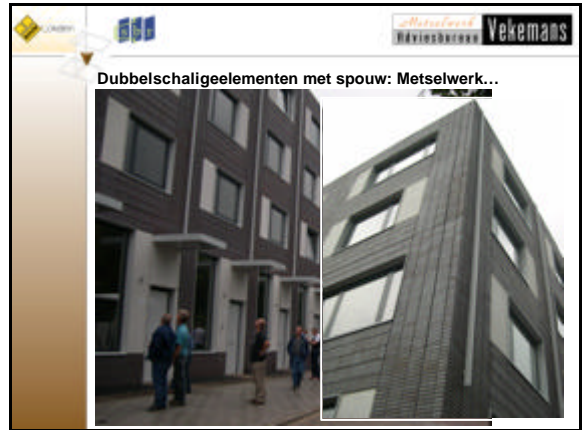 Metselwerk
Adviesbureau Vekemans
Dubbelschaligeelementen met spouw: Metselwerk…